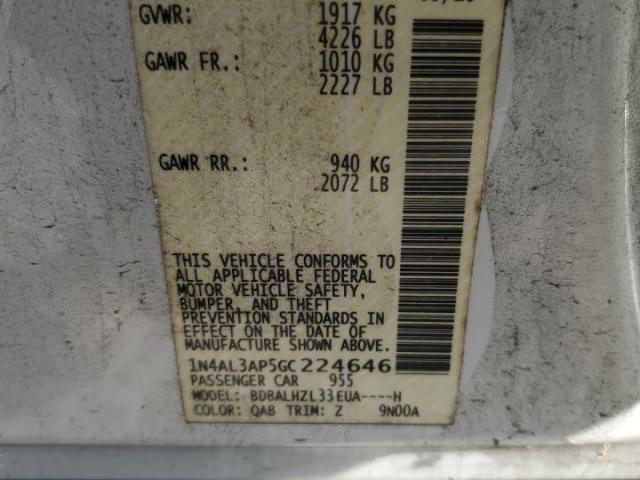 GVWR: 1917 KG
4226 LB
GAWR FR.: 1010 KG
2227 LB
GAWR RR.: 940 KG
2072 LB
THIS VEHICLE CONFORMS TO
ALL APPLICABLE FEDERAL
MOTOR VEHICLE SAFETY,
BUMPER, AND THEFT
PREVENTION STANDARDS IN
EFFECT ON THE DATE OF
MANUFACTURE SHOWN ABOVE.
1N4AL3AP5GC224646
PASSENGER CAR 955
MODEL: BDBALHZL33EUA----H
COLOR: QAB TRIM: Z 9N00A